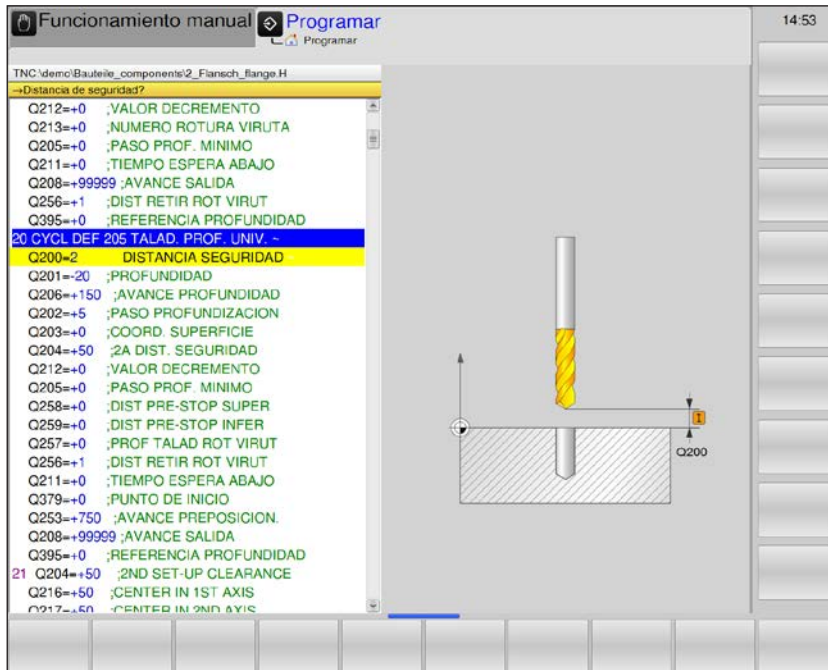 Funcionamiento manual
Programar
Programar
14:53
TNC:\demo\Bauteile_components\2_Flansch_flange.H
→Distancia de seguridad?
Q212=+0 ;VALOR DECREMENTO
Q213=+0 ;NUMERO ROTURA VIRUTA
Q205=+0 ;PASO PROF. MINIMO
Q211=+0 ;TIEMPO ESPERA ABAJO
Q208=+99999 ;AVANCE SALIDA
Q256=+1 ;DIST RETIR ROT VIRUT
Q395=+0 ;REFERENCIA PROFUNDIDAD
20 CYCL DEF 205 TALAD. PROF. UNIV. ~
Q200=2 DISTANCIA SEGURIDAD
Q201=-20 ;PROFUNDIDAD
Q206=+150 ;AVANCE PROFUNDIDAD
Q202=+5 ;PASO PROFUNDIZACION
Q203=+0 ;COORD. SUPERFICIE
Q204=+50 ;2A DIST. SEGURIDAD
Q212=+0 ;VALOR DECREMENTO
Q205=+0 ;PASO PROF. MINIMO
Q258=+0 ;DIST PRE-STOP SUPER
Q259=+0 ;DIST PRE-STOP INFER
Q257=+0 ;PROF TALAD ROT VIRUT
Q256=+1 ;DIST RETIR ROT VIRUT
Q211=+0 ;TIEMPO ESPERA ABAJO
Q379=+0 ;PUNTO DE INICIO
Q253=+750 ;AVANCE PREPOSICION.
Q208=+99999 ;AVANCE SALIDA
Q395=+0 ;REFERENCIA PROFUNDIDAD
21 Q204=+50 ;2ND SET-UP CLEARANCE
Q216=+50 ;CENTER IN 1ST AXIS
Q217=+50 ;CENTER IN 2ND AXIS
I
Q200